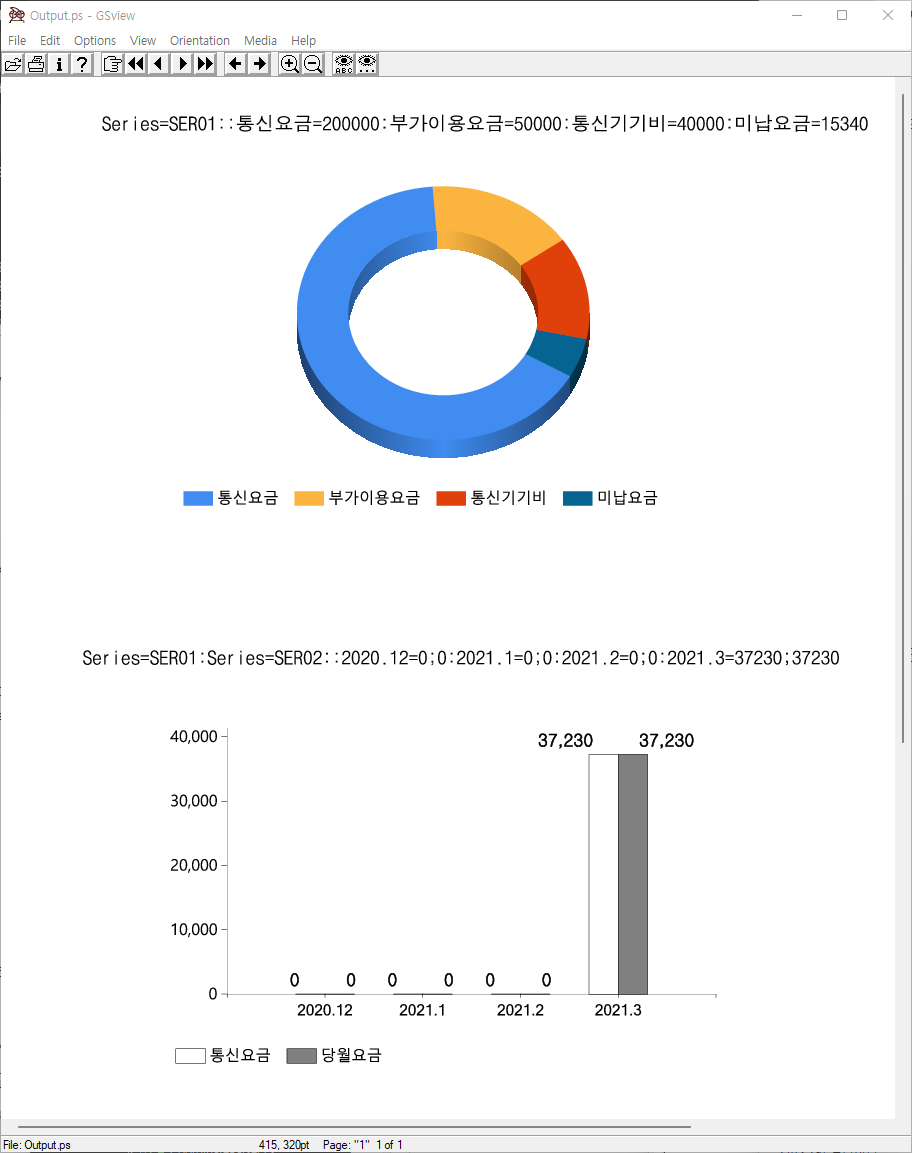 Output.ps - GSview
File Edit Options View Orientation Media Help
ABC
Series=SER01::통신요금=200000:부가이용요금=50000:통신기기비=40000:미납요금=15340
통신요금 부가이용요금 통신기기비 미납요금
Series=SER01:Series=SER02::2020.12=0;0:2021.1=0;0:2021.2=0;0:2021.3=37230;37230
40,000
37,230 37,230
30,000
20,000
10,000
0 0 0 0 0 0
0
2020.12 2021.1 2021.2 2021.3
통신요금 당월요금
File: Output.ps 415, 320pt Page: "1" 1 of 1